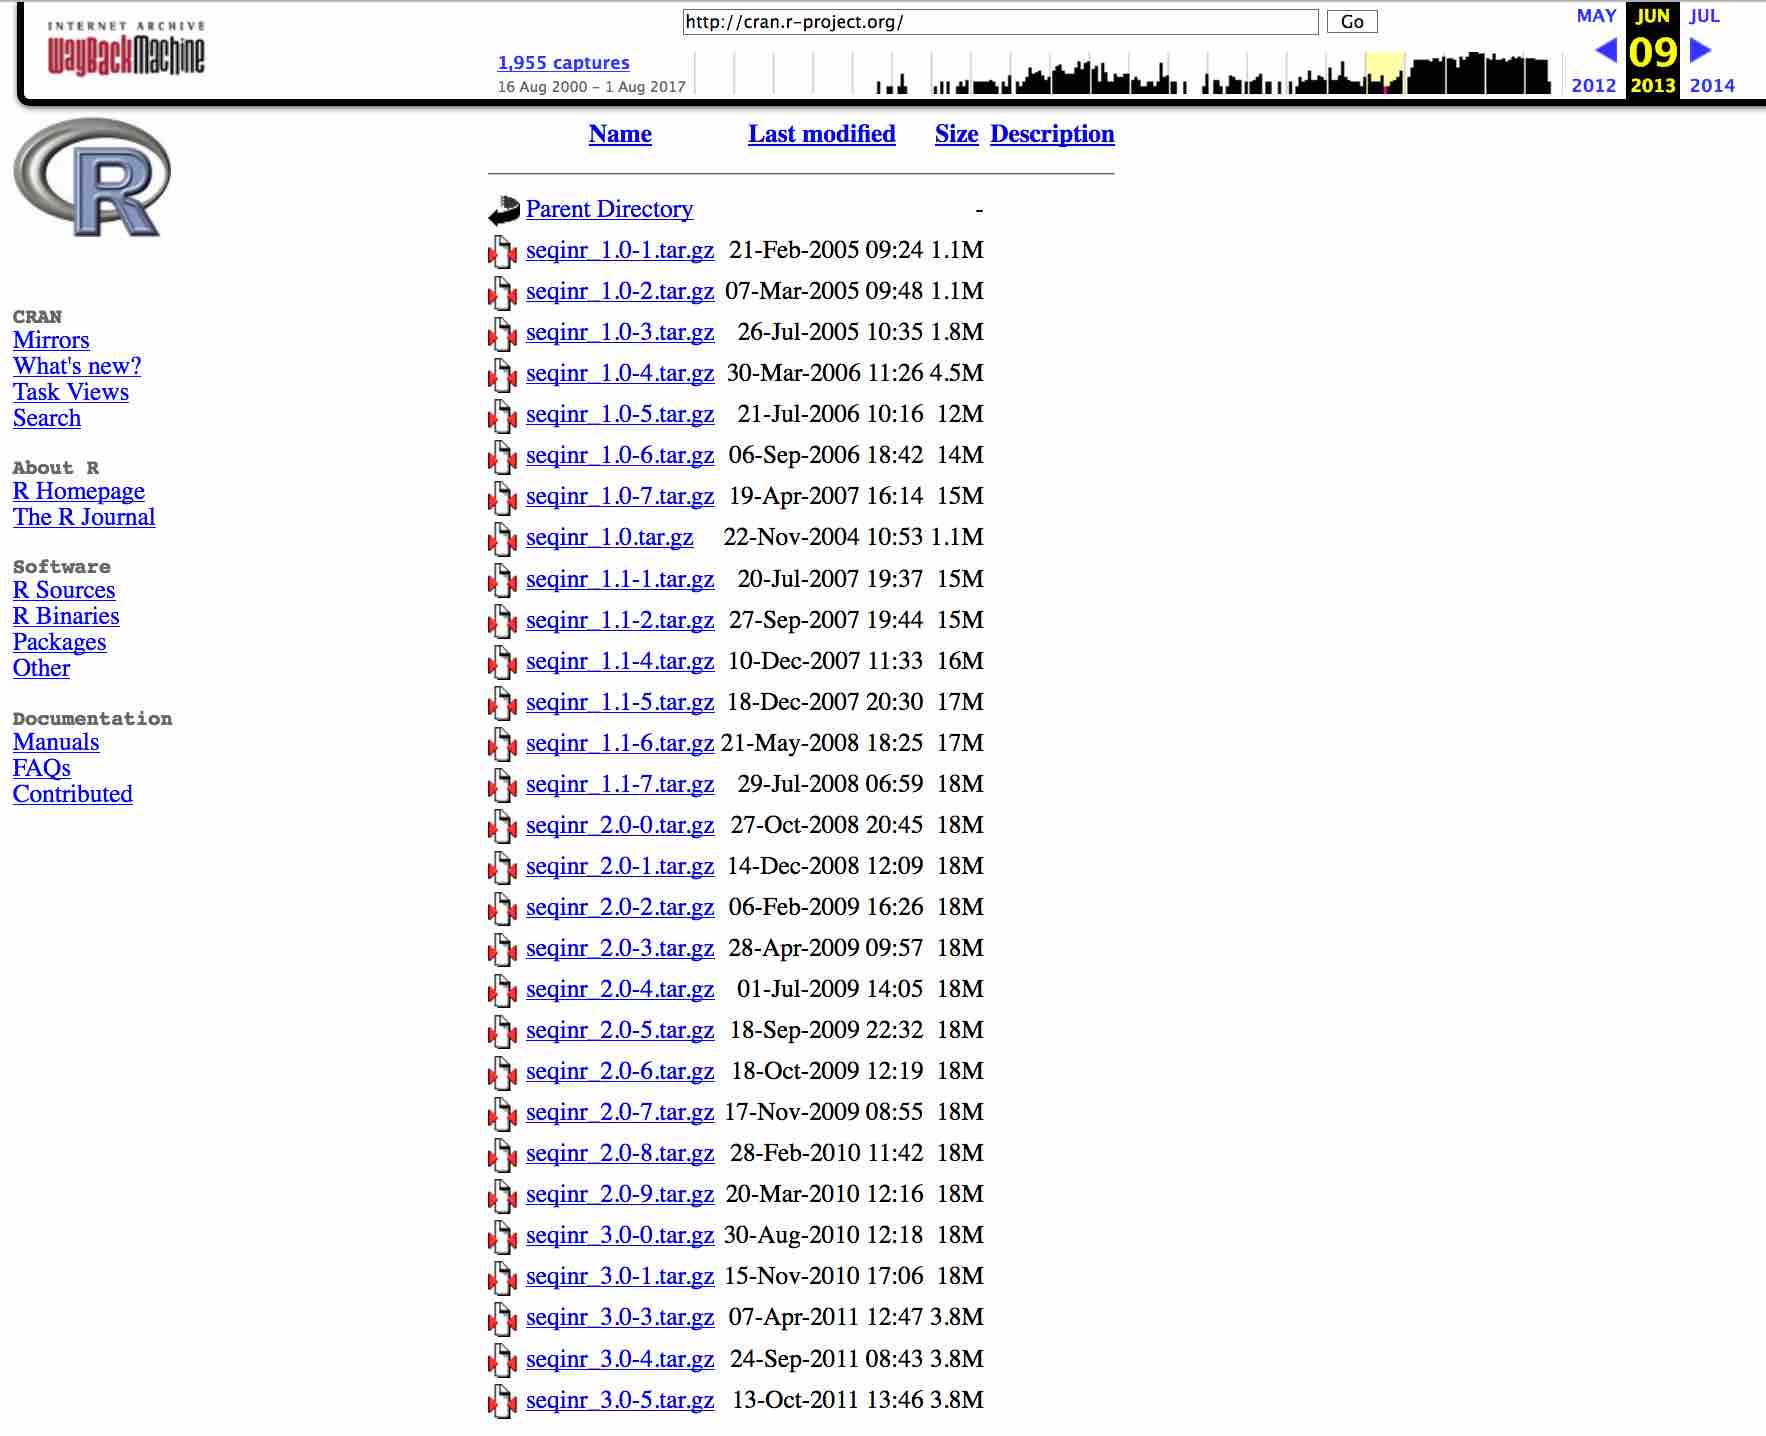 INTERNET ARCHIVE
WayBackMachine
http://cran.r-project.org/
Go
1,955 captures
16 Aug 2000 – 1 Aug 2017
MAY JUN JUL
09
2012 2013 2014
R
CRAN
Mirrors
What's new?
Task Views
Search
About R
R Homepage
The R Journal
Software
R Sources
R Binaries
Packages
Other
Documentation
Manuals
FAQs
Contributed
Name Last modified Size Description
Parent Directory -
seqinr_1.0-1.tar.gz 21-Feb-2005 09:24 1.1M
seqinr_1.0-2.tar.gz 07-Mar-2005 09:48 1.1M
seqinr_1.0-3.tar.gz 26-Jul-2005 10:35 1.8M
seqinr_1.0-4.tar.gz 30-Mar-2006 11:26 4.5M
seqinr_1.0-5.tar.gz 21-Jul-2006 10:16 12M
seqinr_1.0-6.tar.gz 06-Sep-2006 18:42 14M
seqinr_1.0-7.tar.gz 19-Apr-2007 16:14 15M
seqinr_1.0.tar.gz 22-Nov-2004 10:53 1.1M
seqinr_1.1-1.tar.gz 20-Jul-2007 19:37 15M
seqinr_1.1-2.tar.gz 27-Sep-2007 19:44 15M
seqinr_1.1-4.tar.gz 10-Dec-2007 11:33 16M
seqinr_1.1-5.tar.gz 18-Dec-2007 20:30 17M
seqinr_1.1-6.tar.gz 21-May-2008 18:25 17M
seqinr_1.1-7.tar.gz 29-Jul-2008 06:59 18M
seqinr_2.0-0.tar.gz 27-Oct-2008 20:45 18M
seqinr_2.0-1.tar.gz 14-Dec-2008 12:09 18M
seqinr_2.0-2.tar.gz 06-Feb-2009 16:26 18M
seqinr_2.0-3.tar.gz 28-Apr-2009 09:57 18M
seqinr_2.0-4.tar.gz 01-Jul-2009 14:05 18M
seqinr_2.0-5.tar.gz 18-Sep-2009 22:32 18M
seqinr_2.0-6.tar.gz 18-Oct-2009 12:19 18M
seqinr_2.0-7.tar.gz 17-Nov-2009 08:55 18M
seqinr_2.0-8.tar.gz 28-Feb-2010 11:42 18M
seqinr_2.0-9.tar.gz 20-Mar-2010 12:16 18M
seqinr_3.0-0.tar.gz 30-Aug-2010 12:18 18M
seqinr_3.0-1.tar.gz 15-Nov-2010 17:06 18M
seqinr_3.0-3.tar.gz 07-Apr-2011 12:47 3.8M
seqinr_3.0-4.tar.gz 24-Sep-2011 08:43 3.8M
seqinr_3.0-5.tar.gz 13-Oct-2011 13:46 3.8M